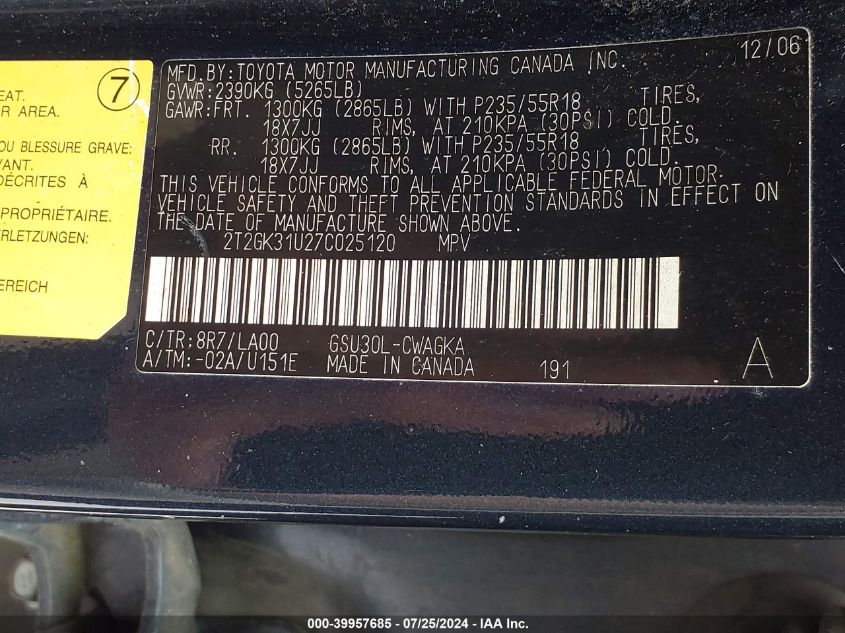 7
EAT.
R AREA.
OU BLESSURE GRAVE:
VANT.
DÉCRITES À
PROPRIÉTAIRE.
ERLETZUNGEN:
EREICH
12/06
MFD.BY:TOYOTA MOTOR MANUFACTURING CANADA INC.
GVWR:2390KG (5265LB)
GAWR:FRT. 1300KG (2865LB) WITH P235/55R18 TIRES,
18X7JJ RIMS, AT 210KPA (30PSI) COLD.
RR. 1300KG (2865LB) WITH P235/55R18 TIRES,
18X7JJ RIMS, AT 210KPA (30PSI) COLD.
THIS VEHICLE CONFORMS TO ALL APPLICABLE FEDERAL MOTOR
VEHICLE SAFETY AND THEFT PREVENTION STANDARDS IN EFFECT ON
THE DATE OF MANUFACTURE SHOWN ABOVE.
2T2GK31U27C025120 MPV
C/TR:8R7/LA00 GSU30L-CWAGKA
A/TM:-02A/U151E MADE IN CANADA 191 A
000-39957685 / 07/25/2024 - IAA Inc.